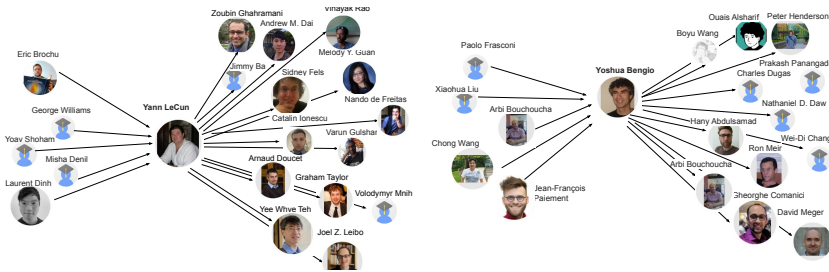 Zoubin Ghahramani
Vinayak Rao
Andrew M. Dai
Eric Brochu
Melody Y. Guan
Jimmy Ba
Sidney Fels
George Williams
Nando de Freitas
Yann LeCun
Catalin Ionescu
Yoav Shoham
Varun Gulshan
Misha Denil
Arnaud Doucet
Laurent Dinh
Graham Taylor
Volodymyr Mnih
Yee Whye Teh
Joel Z. Leibo
Ouais Alsharif
Peter Henderson
Boyu Wang
Paolo Frasconi
Prakash Panangad
Yoshua Bengio
Charles Dugas
Xiaohua Liu
Nathaniel D. Daw
Arbi Bouchoucha
Hany Abdulsamad
Wei-Di Chang
Ron Meir
Chong Wang
Arbi Bouchoucha
Jean-François
Paiement
Gheorghe Comanici
David Meger